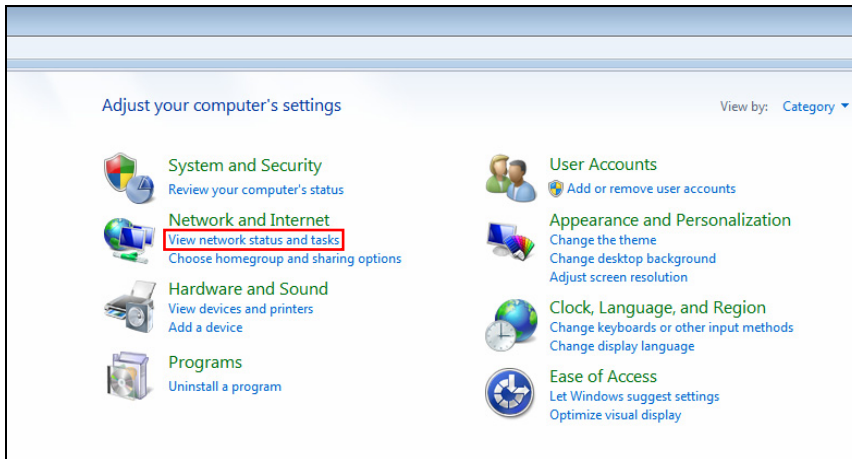 Adjust your computer's settings
View by: Category
System and Security
Review your computer's status
Network and Internet
View network status and tasks
Choose homegroup and sharing options
Hardware and Sound
View devices and printers
Add a device
Programs
Uninstall a program
User Accounts
Add or remove user accounts
Appearance and Personalization
Change the theme
Change desktop background
Adjust screen resolution
Clock, Language, and Region
Change keyboards or other input methods
Change display language
Ease of Access
Let Windows suggest settings
Optimize visual display